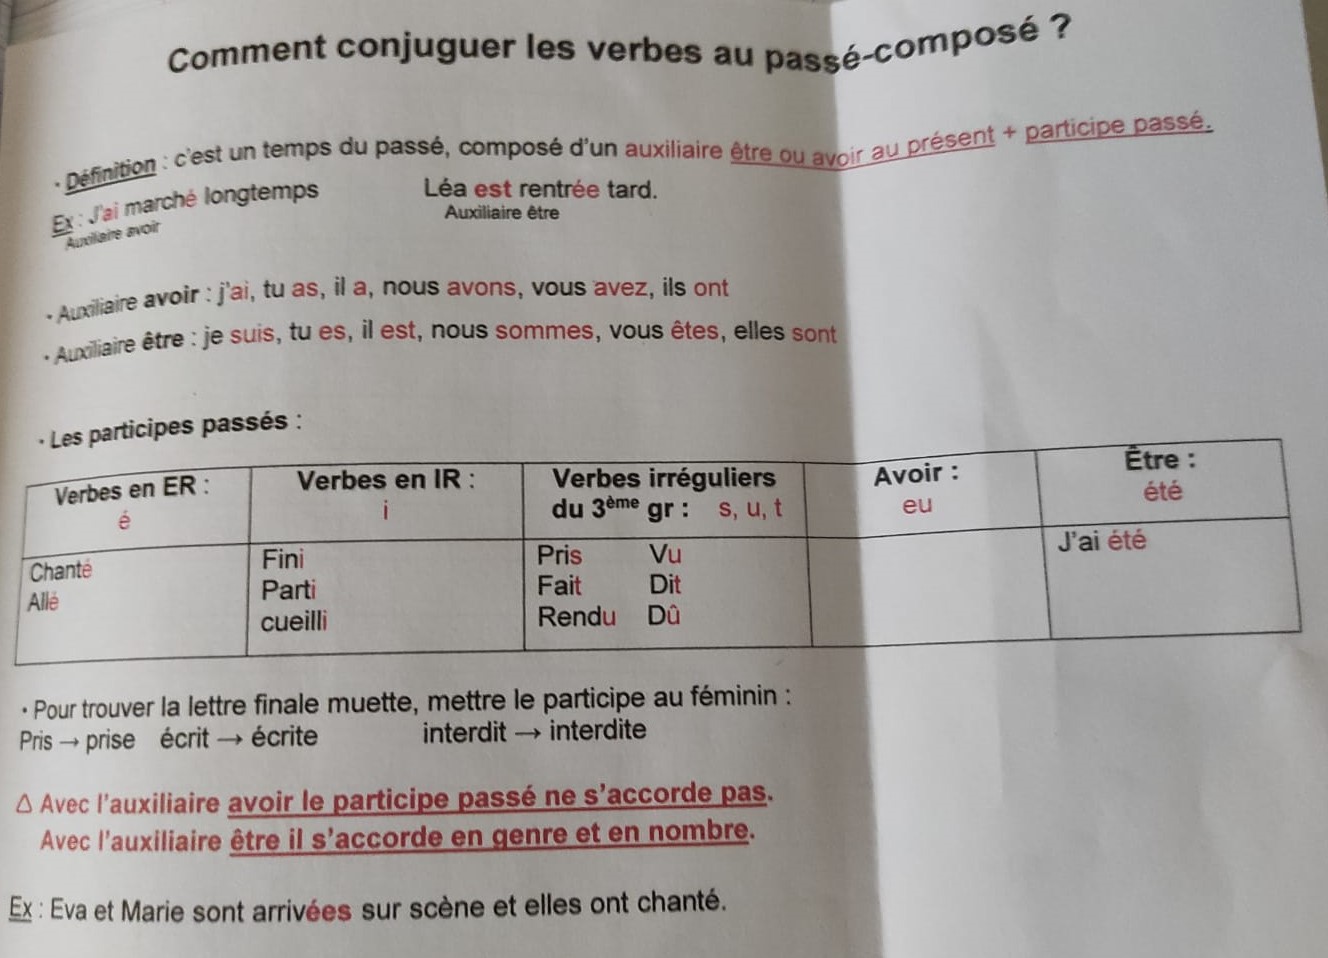 Comment conjuguer les verbes au passé-composé ?
· Définition : c'est un temps du passé, composé d'un auxiliaire être ou avoir au présent + participe passé.
Ex : J'ai marché longtemps Léa est rentrée tard.
Auxiliaire avoir Auxiliaire être
· Auxiliaire avoir : j'ai, tu as, il a, nous avons, vous avez, ils ont
· Auxiliaire être : je suis, tu es, il est, nous sommes, vous êtes, elles sont
· Les participes passés :
Verbes en ER :
é
Verbes en IR :
i
Verbes irréguliers
du 3ème gr : s, u, t
Avoir :
eu
Être :
été
Chanté
Allé
Fini
Parti
cueilli
Pris Vu
Fait Dit
Rendu Dû
J'ai été
· Pour trouver la lettre finale muette, mettre le participe au féminin :
Pris → prise écrit → écrite interdit → interdite
Δ Avec l'auxiliaire avoir le participe passé ne s'accorde pas.
Avec l'auxiliaire être il s'accorde en genre et en nombre.
Ex : Eva et Marie sont arrivées sur scène et elles ont chanté.